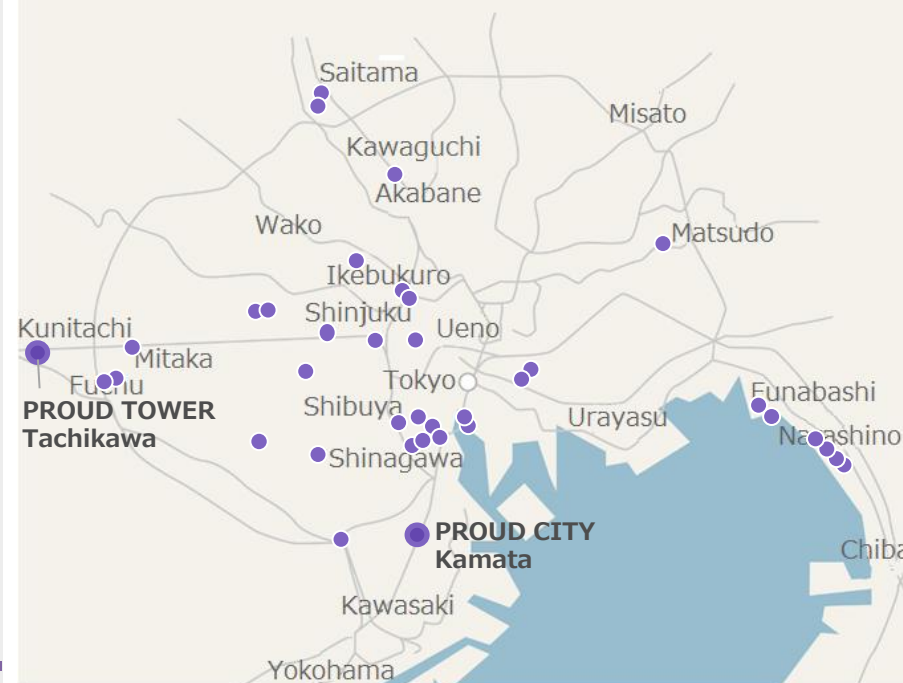 Saitama
Misato
Kawaguchi
Akabane
Wako
Matsudo
Ikebukuro
Shinjuku
Ueno
Kunitachi
Mitaka
Fuchu
Tokyo
Funabashi
PROUD TOWER
Tachikawa
Shibuya
Urayasu
Narashino
Shinagawa
PROUD CITY
Kamata
Chiba
Kawasaki
Yokohama